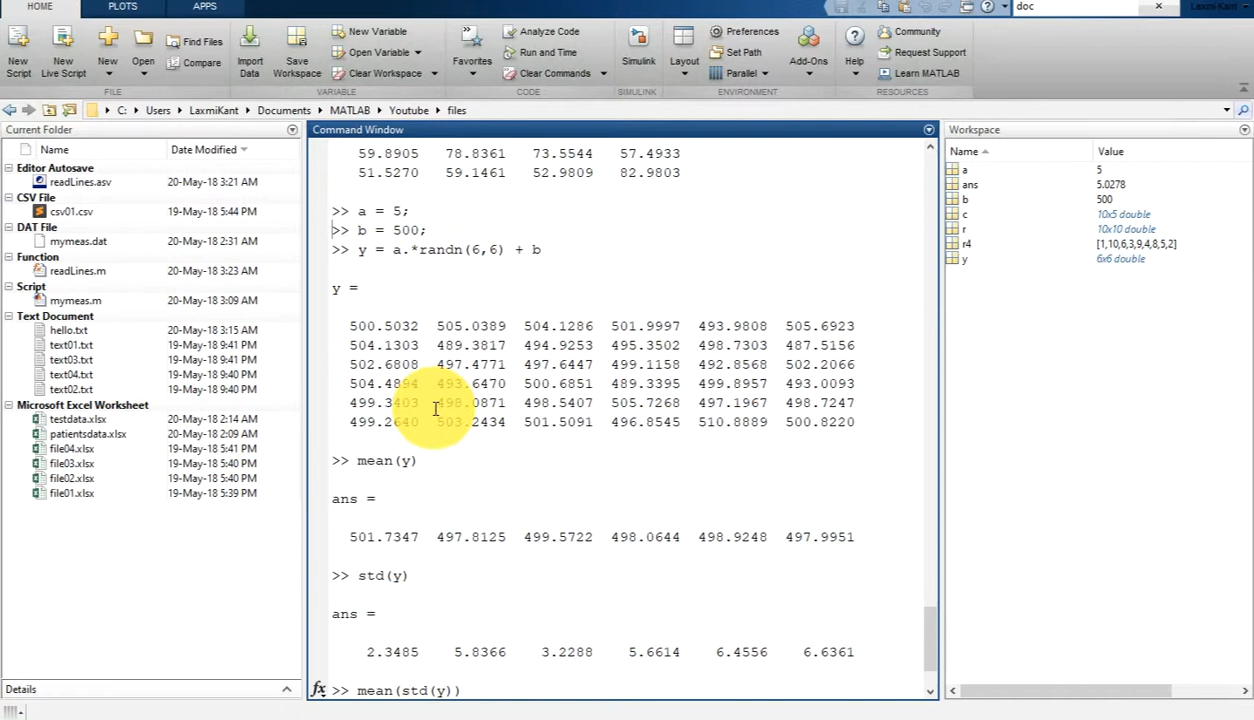 HOME PLOTS APPS doc Laxmi Kant
New Script
New Live Script
New
Open
Find Files
Compare
Import Data
Save Workspace
New Variable
Open Variable
Clear Workspace
Favorites
Analyze Code
Run and Time
Clear Commands
Simulink
Layout
Preferences
Set Path
Parallel
Add-Ons
Help
Community
Request Support
Learn MATLAB
FILE VARIABLE CODE SIMULINK ENVIRONMENT RESOURCES
C: Users LaxmiKant Documents MATLAB Youtube files
Current Folder
Name Date Modified
Editor Autosave
readLines.asv 20-May-18 3:21 AM
CSV File
csv01.csv 19-May-18 5:44 PM
DAT File
mymeas.dat 20-May-18 2:31 AM
Function
readLines.m 20-May-18 3:23 AM
Script
mymeas.m 20-May-18 3:09 AM
Text Document
hello.txt 20-May-18 3:15 AM
text01.txt 19-May-18 9:41 PM
text03.txt 19-May-18 9:41 PM
text04.txt 19-May-18 9:41 PM
text02.txt 19-May-18 9:41 PM
Microsoft Excel Worksheet
testdata.xlsx 20-May-18 2:14 AM
patientsdata.xlsx 20-May-18 2:09 AM
file04.xlsx 19-May-18 5:41 PM
file03.xlsx 19-May-18 5:40 PM
file02.xlsx 19-May-18 5:40 PM
file01.xlsx 19-May-18 5:39 PM
Details
Command Window
59.8905 78.8361 73.5544 57.4933
51.5270 59.1461 52.9809 82.9803
>> a = 5;
>> b = 500;
>> y = a.*randn(6,6) + b
y =
500.5032 505.0389 504.1286 501.9997 493.9808 505.6923
504.1303 489.3817 494.9253 495.3502 498.7303 487.5156
502.6808 497.4771 497.6447 499.1158 492.8568 502.2066
504.4894 493.6470 500.6851 489.3395 499.8957 493.0093
499.3403 498.0871 498.5407 505.7268 497.1967 498.7247
499.2640 503.2434 501.5091 496.8545 510.8889 500.8220
>> mean(y)
ans =
501.7347 497.8125 499.5722 498.0644 498.9248 497.9951
>> std(y)
ans =
2.3485 5.8366 3.2288 5.6614 6.4556 6.6361
fx >> mean(std(y))
Workspace
Name Value
a 5
ans 5.0278
b 500
c 10x5 double
r 10x10 double
r4 [1,10,6,3,9,4,8,5,2]
y 6x6 double